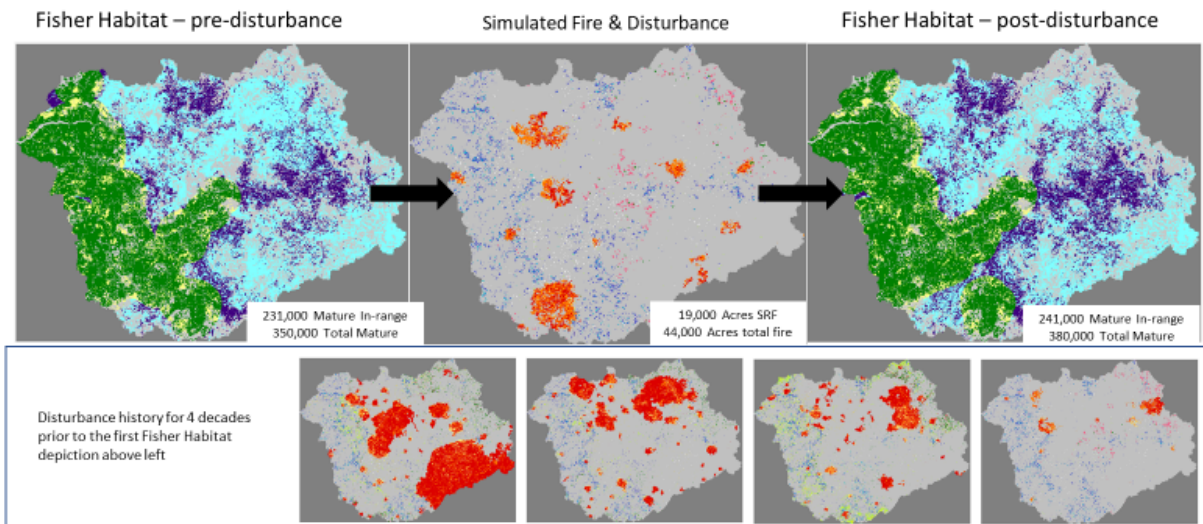 Fisher Habitat – pre-disturbance
Simulated Fire & Disturbance
Fisher Habitat – post-disturbance
231,000 Mature In-range
350,000 Total Mature
19,000 Acres SRF
44,000 Acres total fire
241,000 Mature In-range
380,000 Total Mature
Disturbance history for 4 decades
prior to the first Fisher Habitat
depiction above left